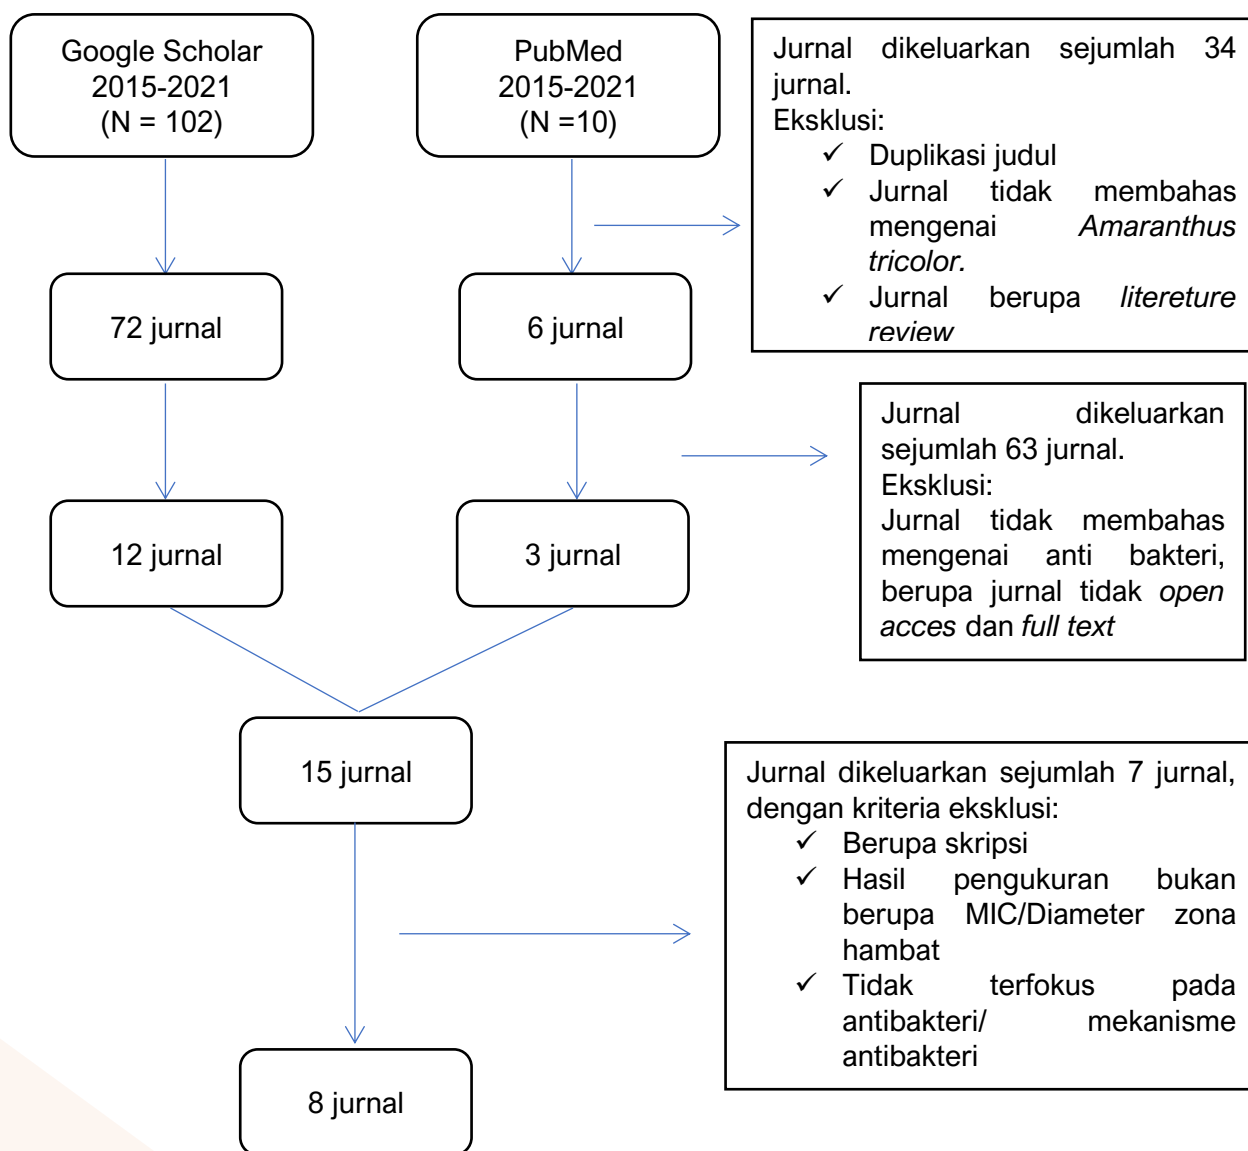 Google Scholar
2015-2021
(N = 102)
PubMed
2015-2021
(N =10)
Jurnal dikeluarkan sejumlah 34
jurnal.
Eksklusi:
✓ Duplikasi judul
✓ Jurnal tidak membahas
mengenai Amaranthus
tricolor.
✓ Jurnal berupa litereture
review
72 jurnal
6 jurnal
Jurnal dikeluarkan
sejumlah 63 jurnal.
Eksklusi:
Jurnal tidak membahas
mengenai anti bakteri,
berupa jurnal tidak open
acces dan full text
12 jurnal
3 jurnal
15 jurnal
Jurnal dikeluarkan sejumlah 7 jurnal,
dengan kriteria eksklusi:
✓ Berupa skripsi
✓ Hasil pengukuran bukan
berupa MIC/Diameter zona
hambat
✓ Tidak terfokus pada
antibakteri/ mekanisme
antibakteri
8 jurnal